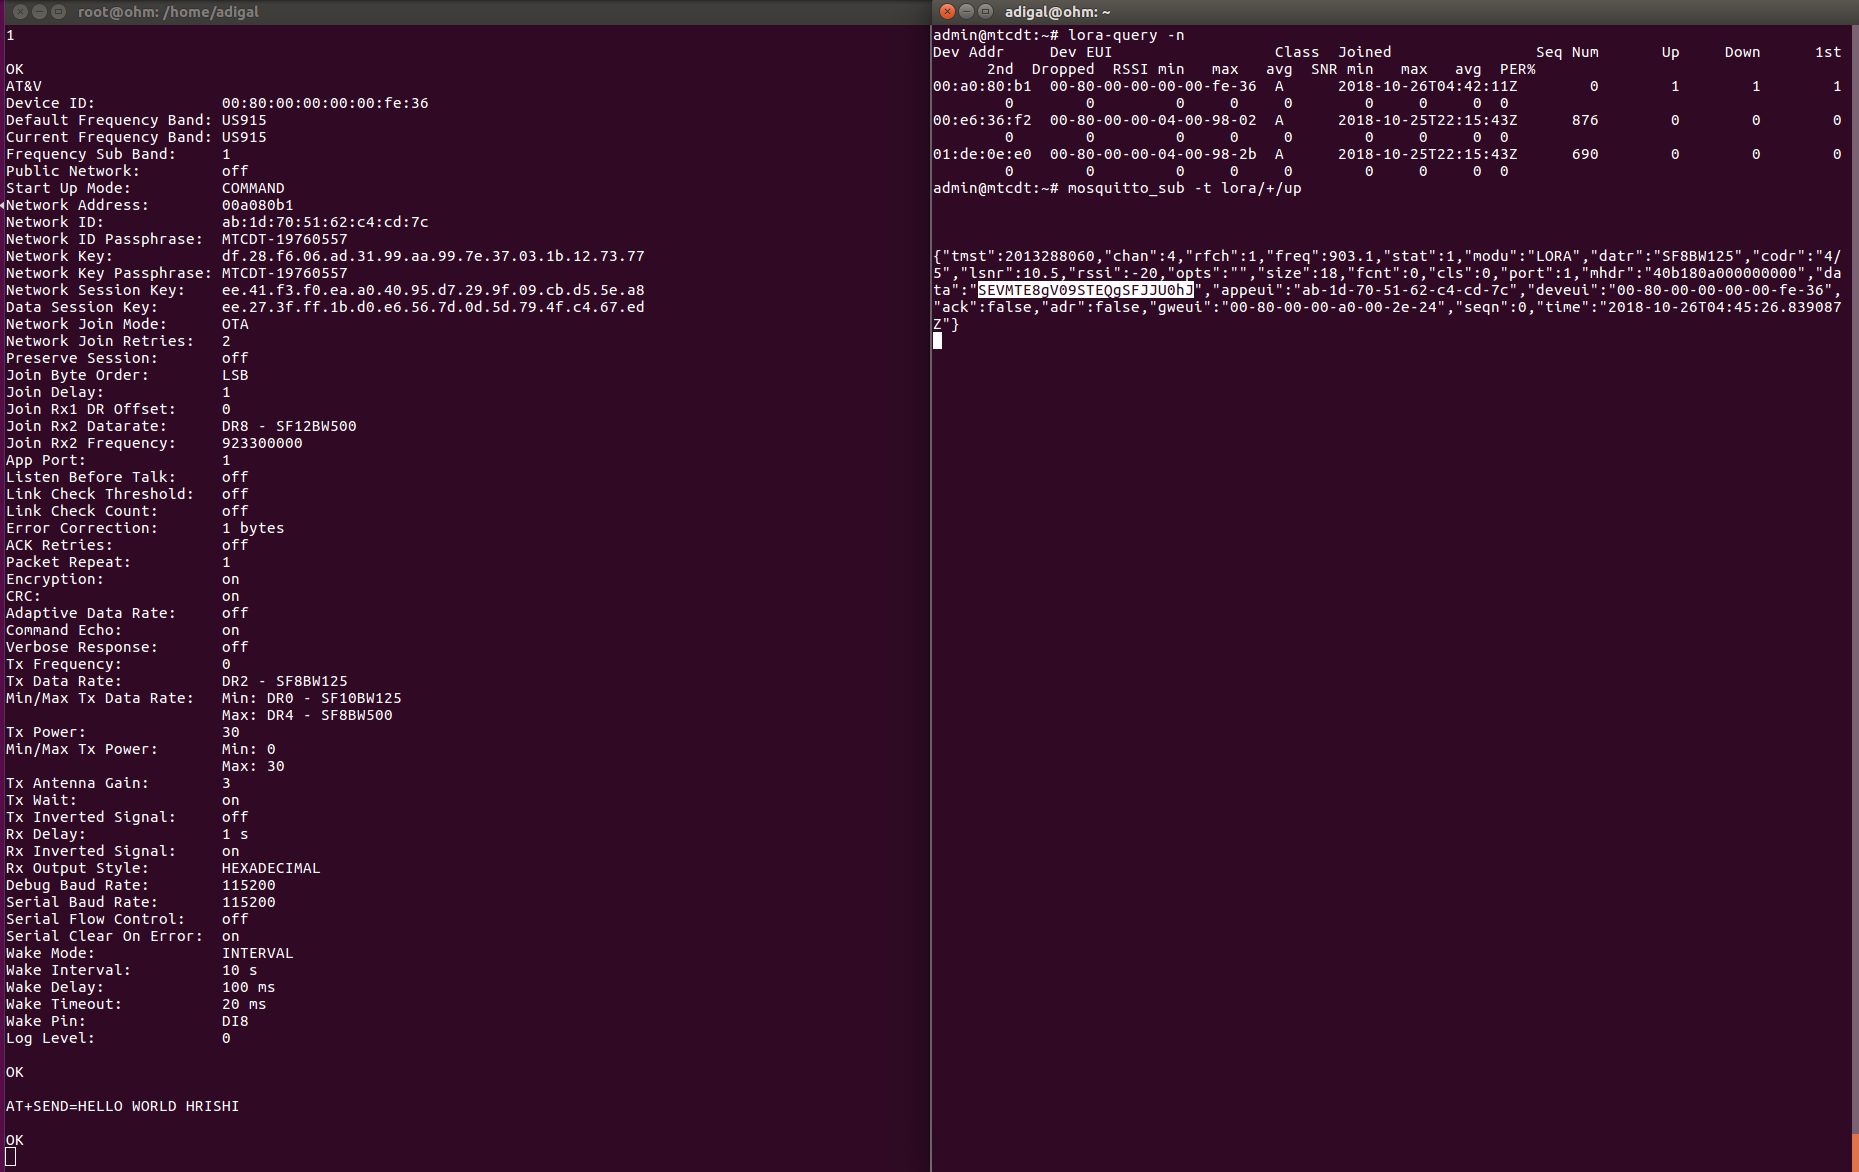 root@ohm: /home/adigal
1
OK
AT&V
Device ID: 00:80:00:00:00:00:fe:36
Default Frequency Band: US915
Current Frequency Band: US915
Frequency Sub Band: 1
Public Network: off
Start Up Mode: COMMAND
Network Address: 00a080b1
Network ID: ab:1d:70:51:62:c4:cd:7c
Network ID Passphrase: MTCDT-19760557
Network Key: df.28.f6.06.ad.31.99.aa.99.7e.37.03.1b.12.73.77
Network Key Passphrase: MTCDT-19760557
Network Session Key: ee.41.f3.f0.ea.a0.40.95.d7.29.9f.09.cb.d5.5e.a8
Data Session Key: ee.27.3f.ff.1b.d0.e6.56.7d.0d.5d.79.4f.c4.67.ed
Network Join Mode: OTA
Network Join Retries: 2
Preserve Session: off
Join Byte Order: LSB
Join Delay: 1
Join Rx1 DR Offset: 0
Join Rx2 Datarate: DR8 - SF12BW500
Join Rx2 Frequency: 923300000
App Port: 1
Listen Before Talk: off
Link Check Threshold: off
Link Check Count: off
Error Correction: 1 bytes
ACK Retries: off
Packet Repeat: 1
Encryption: on
CRC: on
Adaptive Data Rate: off
Command Echo: on
Verbose Response: off
Tx Frequency: 0
Tx Data Rate: DR2 - SF8BW125
Min/Max Tx Data Rate: Min: DR0 - SF10BW125
Max: DR4 - SF8BW500
Tx Power: 30
Min/Max Tx Power: Min: 0
Max: 30
Tx Antenna Gain: 3
Tx Wait: on
Tx Inverted Signal: off
Rx Delay: 1 s
Rx Inverted Signal: on
Rx Output Style: HEXADECIMAL
Debug Baud Rate: 115200
Serial Baud Rate: 115200
Serial Flow Control: off
Serial Clear On Error: on
Wake Mode: INTERVAL
Wake Interval: 10 s
Wake Delay: 100 ms
Wake Timeout: 20 ms
Wake Pin: DI8
Log Level: 0
OK
AT+SEND=HELLO WORLD HRISHI
OK
adigal@ohm: ~
admin@mtcdt:~# lora-query -n
Dev Addr Dev EUI Class Joined Seq Num Up Down 1st
2nd Dropped RSSI min max avg SNR min max avg PER%
00:a0:80:b1 00-80-00-00-00-00-fe-36 A 2018-10-26T04:42:11Z 0 1 1 1
0 0 0 0 0 0 0 0 0
00:e6:36:f2 00-80-00-00-04-00-98-02 A 2018-10-25T22:15:43Z 876 0 0 0
0 0 0 0 0 0 0 0 0
01:de:0e:e0 00-80-00-00-04-00-98-2b A 2018-10-25T22:15:43Z 690 0 0 0
0 0 0 0 0 0 0 0 0
admin@mtcdt:~# mosquitto_sub -t lora/+/up
{"tmst":2013288060,"chan":4,"rfch":1,"freq":903.1,"stat":1,"modu":"LORA","datr":"SF8BW125","codr":"4/
5","lsnr":10.5,"rssi":-20,"opts":"","size":18,"fcnt":0,"cls":0,"port":1,"mhdr":"40b180a000000000","da
ta":"SEVMTE8gV09STEQgSFJJU0hJ","appeui":"ab-1d-70-51-62-c4-cd-7c","deveui":"00-80-00-00-00-00-fe-36",
"ack":false,"adr":false,"gweui":"00-80-00-00-a0-00-2e-24","seqn":0,"time":"2018-10-26T04:45:26.839087
Z"}